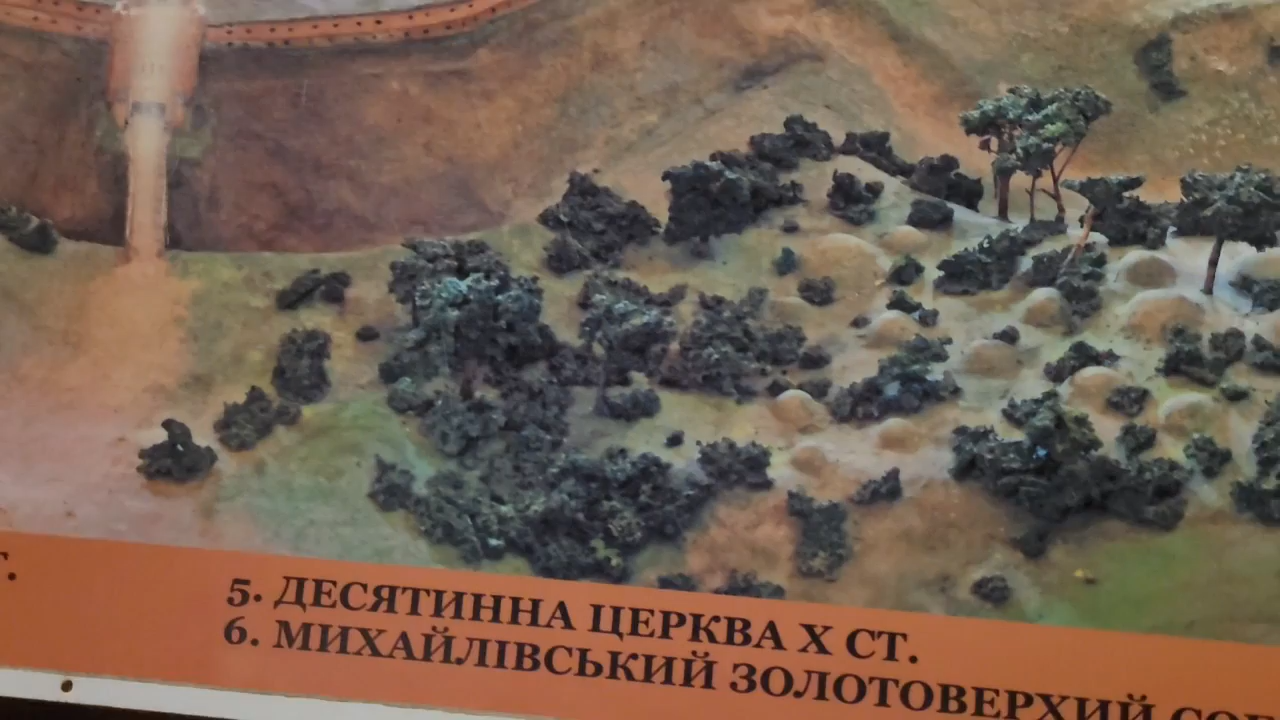 5. ДЕСЯТИННА ЦЕРКВА X СТ.
6. МИХАЙЛІВСЬКИЙ ЗОЛОТОВЕРХИЙ